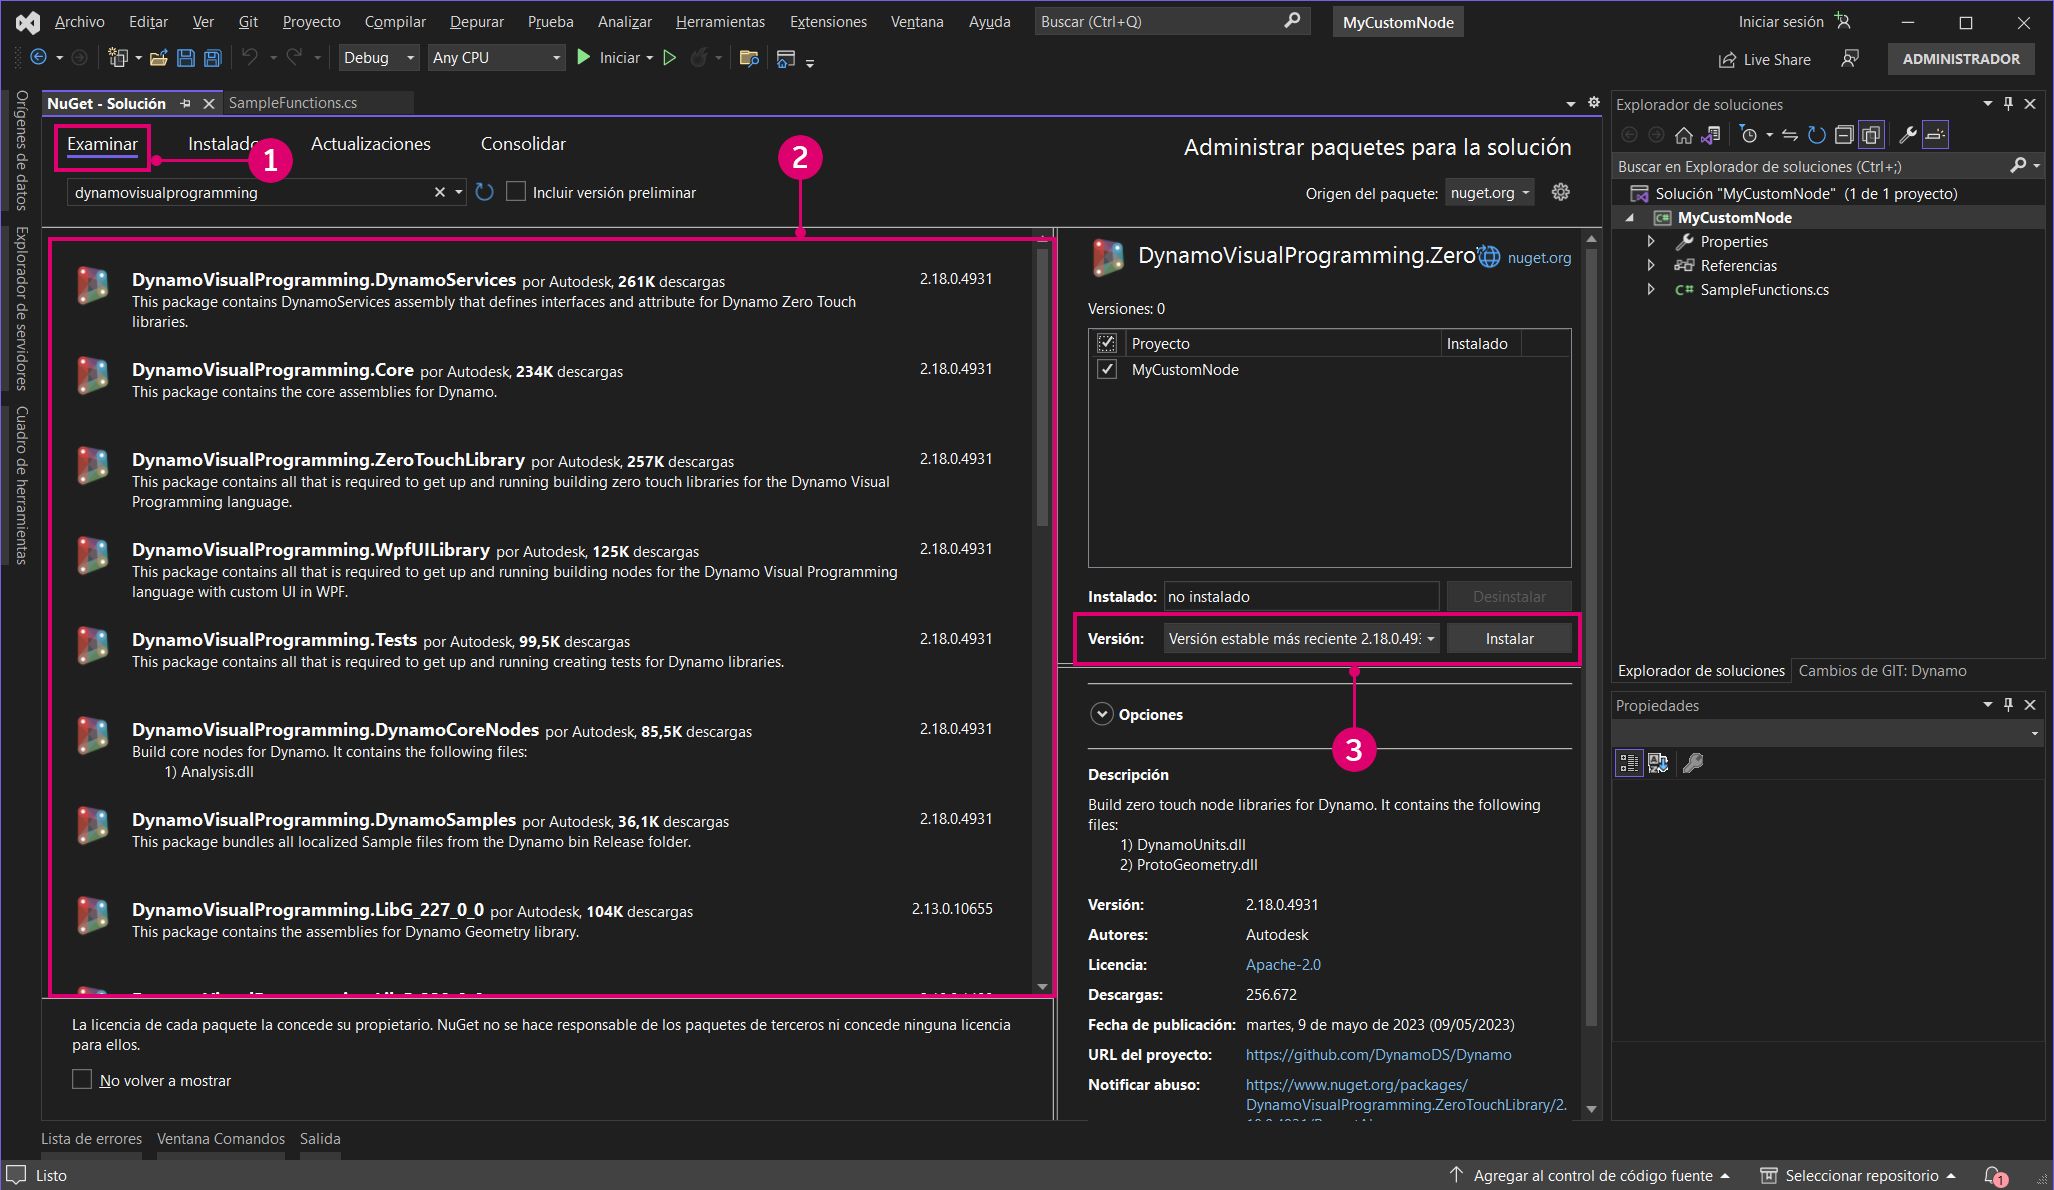 Archivo Editar Ver Git Proyecto Compilar Depurar Prueba Analizar Herramientas Extensiones Ventana Ayuda Buscar (Ctrl+Q) MyCustomNode Iniciar sesión
Debug Any CPU Iniciar Live Share ADMINISTRADOR
Orígenes de datos
Explorador de servidores
Cuadro de herramientas
NuGet - Solución SampleFunctions.cs
Examinar Instalado Actualizaciones Consolidar
1
2
Administrar paquetes para la solución
dynamovisualprogramming Incluir versión preliminar
Origen del paquete: nuget.org
DynamoVisualProgramming.DynamoServices por Autodesk, 261K descargas 2.18.0.4931
This package contains DynamoServices assembly that defines interfaces and attribute for Dynamo Zero Touch
libraries.
DynamoVisualProgramming.Core por Autodesk, 234K descargas 2.18.0.4931
This package contains the core assemblies for Dynamo.
DynamoVisualProgramming.ZeroTouchLibrary por Autodesk, 257K descargas 2.18.0.4931
This package contains all that is required to get up and running building zero touch libraries for the Dynamo Visual
Programming language.
DynamoVisualProgramming.WpfUILibrary por Autodesk, 125K descargas 2.18.0.4931
This package contains all that is required to get up and running building nodes for the Dynamo Visual Programming
language with custom UI in WPF.
DynamoVisualProgramming.Tests por Autodesk, 99,5K descargas 2.18.0.4931
This package contains all that is required to get up and running creating tests for Dynamo libraries.
DynamoVisualProgramming.DynamoCoreNodes por Autodesk, 85,5K descargas 2.18.0.4931
Build core nodes for Dynamo. It contains the following files:
1) Analysis.dll
DynamoVisualProgramming.DynamoSamples por Autodesk, 36,1K descargas 2.18.0.4931
This package bundles all localized Sample files from the Dynamo bin Release folder.
DynamoVisualProgramming.LibG_227_0_0 por Autodesk, 104K descargas 2.13.0.10655
This package contains the assemblies for Dynamo Geometry library.
La licencia de cada paquete la concede su propietario. NuGet no se hace responsable de los paquetes de terceros ni concede ninguna licencia
para ellos.
No volver a mostrar
DynamoVisualProgramming.Zero nuget.org
Versiones: 0
Proyecto Instalado
MyCustomNode
Instalado: no instalado Desinstalar
Versión: Versión estable más reciente 2.18.0.493 Instalar
3
Opciones
Descripción
Build zero touch node libraries for Dynamo. It contains the following
files:
1) DynamoUnits.dll
2) ProtoGeometry.dll
Versión: 2.18.0.4931
Autores: Autodesk
Licencia: Apache-2.0
Descargas: 256.672
Fecha de publicación: martes, 9 de mayo de 2023 (09/05/2023)
URL del proyecto: https://github.com/DynamoDS/Dynamo
Notificar abuso: https://www.nuget.org/packages/
DynamoVisualProgramming.ZeroTouchLibrary/2.
Explorador de soluciones
Buscar en Explorador de soluciones (Ctrl+;)
Solución "MyCustomNode" (1 de 1 proyecto)
MyCustomNode
Properties
Referencias
C# SampleFunctions.cs
Explorador de soluciones Cambios de GIT: Dynamo
Propiedades
Lista de errores Ventana Comandos Salida
Listo Agregar al control de código fuente Seleccionar repositorio 1